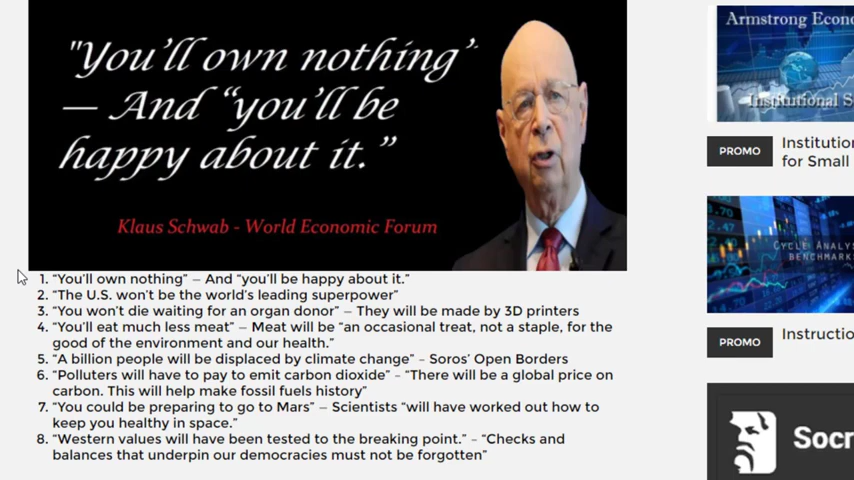 "You'll own nothing"
— And "you'll be
happy about it."
Klaus Schwab - World Economic Forum
1. "You'll own nothing" — And "you'll be happy about it."
2. "The U.S. won't be the world's leading superpower"
3. "You won't die waiting for an organ donor" — They will be made by 3D printers
4. "You'll eat much less meat" — Meat will be "an occasional treat, not a staple, for the
good of the environment and our health."
5. "A billion people will be displaced by climate change" - Soros' Open Borders
6. "Polluters will have to pay to emit carbon dioxide" - "There will be a global price on
carbon. This will help make fossil fuels history"
7. "You could be preparing to go to Mars" — Scientists "will have worked out how to
keep you healthy in space."
8. "Western values will have been tested to the breaking point." - "Checks and
balances that underpin our democracies must not be forgotten"
Armstrong Econo
Institutional S
PROMO
Institution
for Small
.70
2.47
CYCLE ANALYS
BENCHMARK
PROMO
Instructio
Socr